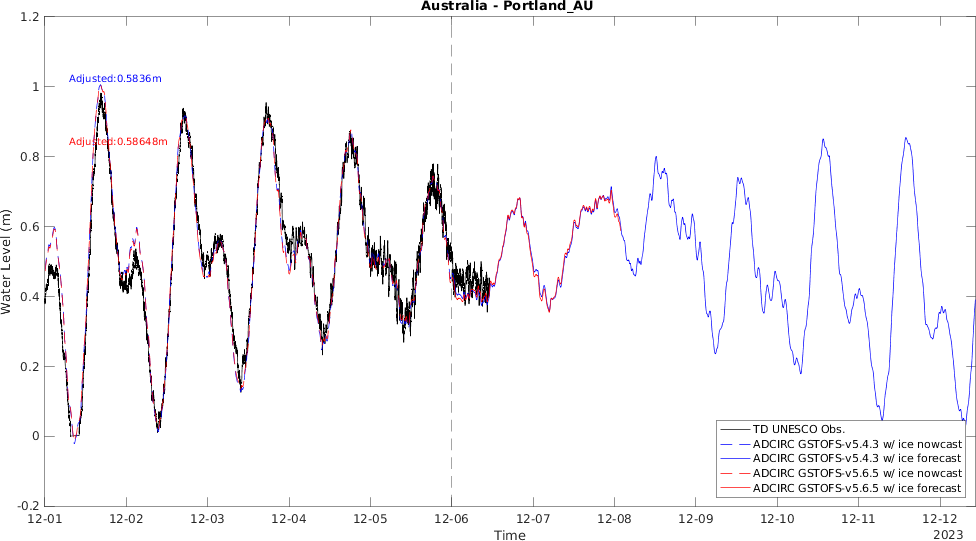 Australia - Portland_AU
1.2
1
0.8
0.6
0.4
0.2
0
-0.2
Water Level (m)
Adjusted:0.5836m
Adjusted:0.58648m
TD UNESCO Obs.
ADCIRC GSTOFS-v5.4.3 w/ ice nowcast
ADCIRC GSTOFS-v5.4.3 w/ ice forecast
ADCIRC GSTOFS-v5.6.5 w/ ice nowcast
ADCIRC GSTOFS-v5.6.5 w/ ice forecast
12-01 12-02 12-03 12-04 12-05 12-06 12-07 12-08 12-09 12-10 12-11 12-12
2023
Time